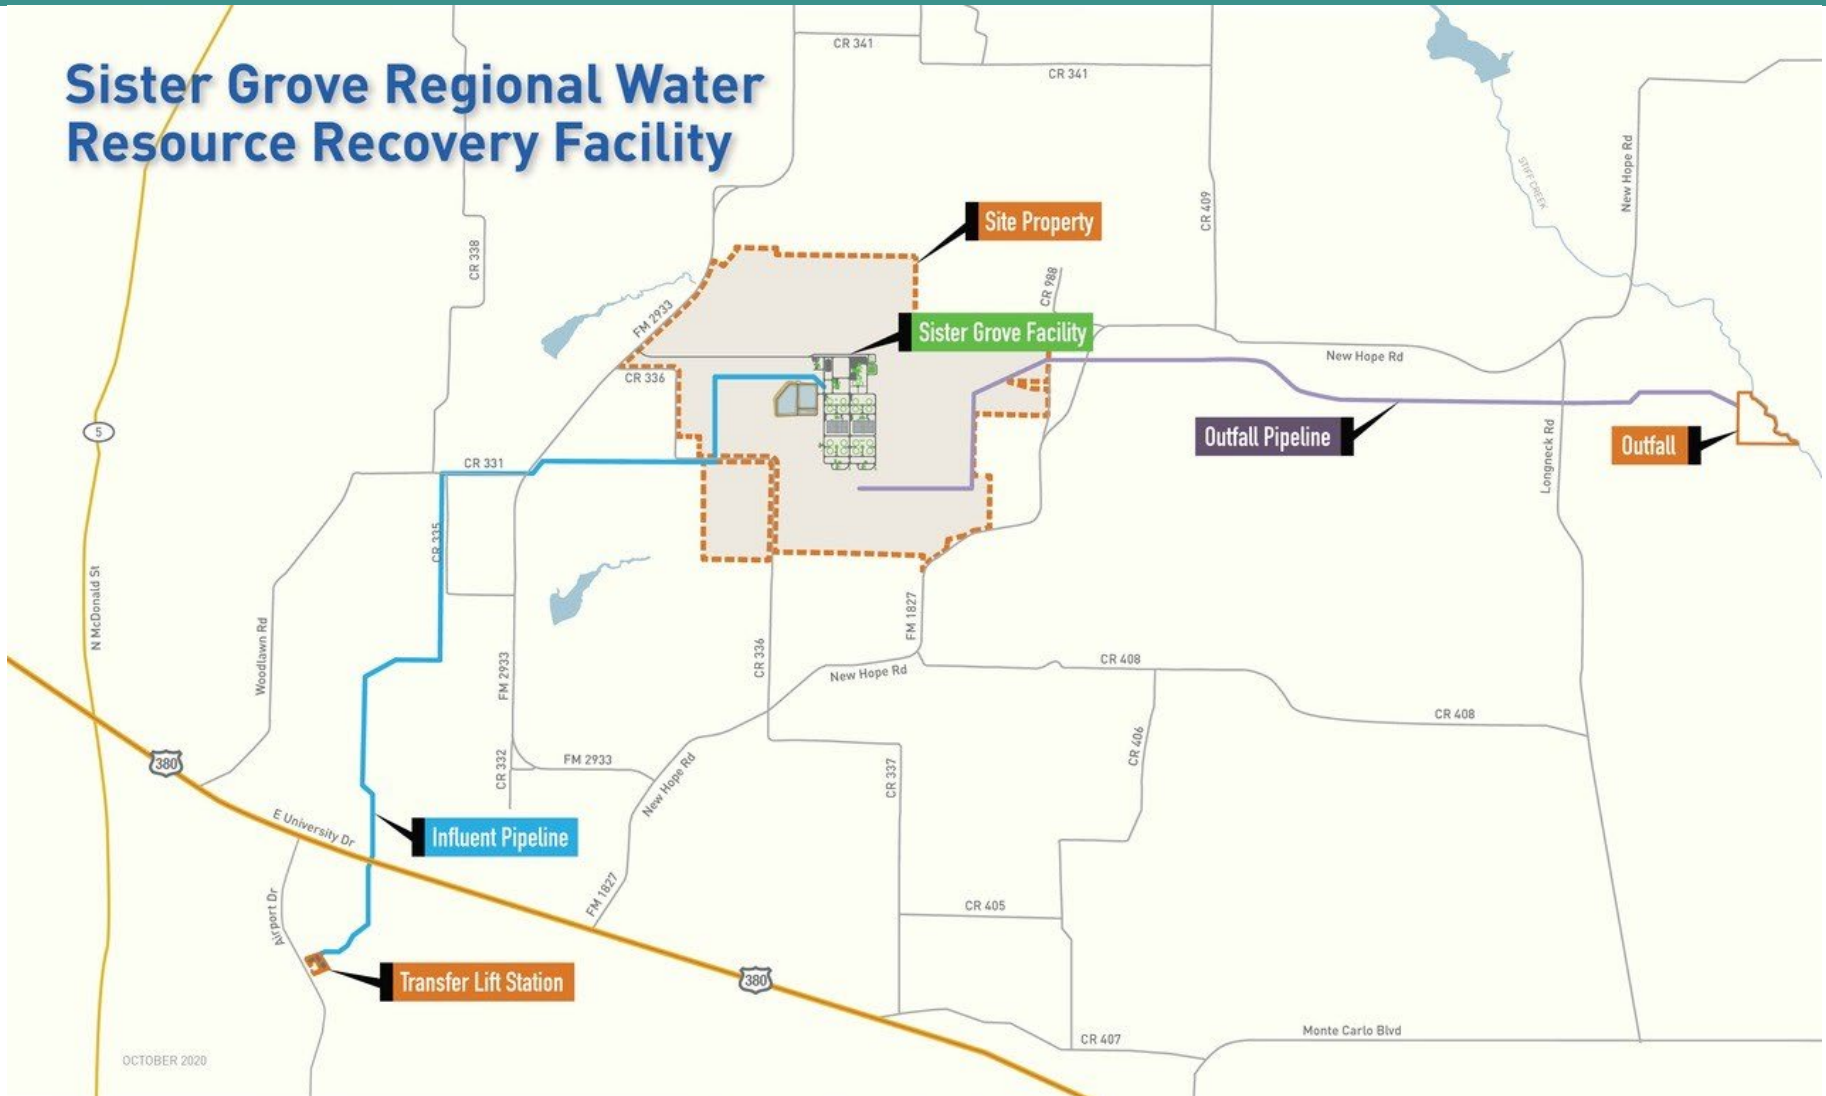 Sister Grove Regional Water
Resource Recovery Facility
CR 341
CR 341
New Hope Rd
STIFF CREEK
CR 409
Site Property
CR 338
CR 988
FM 2933
Sister Grove Facility
New Hope Rd
CR 336
5
Outfall Pipeline
Outfall
CR 331
Longneck Rd
CR 335
N McDonald St
Woodlawn Rd
FM 1827
CR 336
FM 2933
New Hope Rd
CR 408
CR 408
CR 406
380
CR 332
FM 2933
New Hope Rd
CR 337
E University Dr
Influent Pipeline
FM 1827
Airport Dr
CR 405
Transfer Lift Station
380
Monte Carlo Blvd
CR 407
OCTOBER 2020